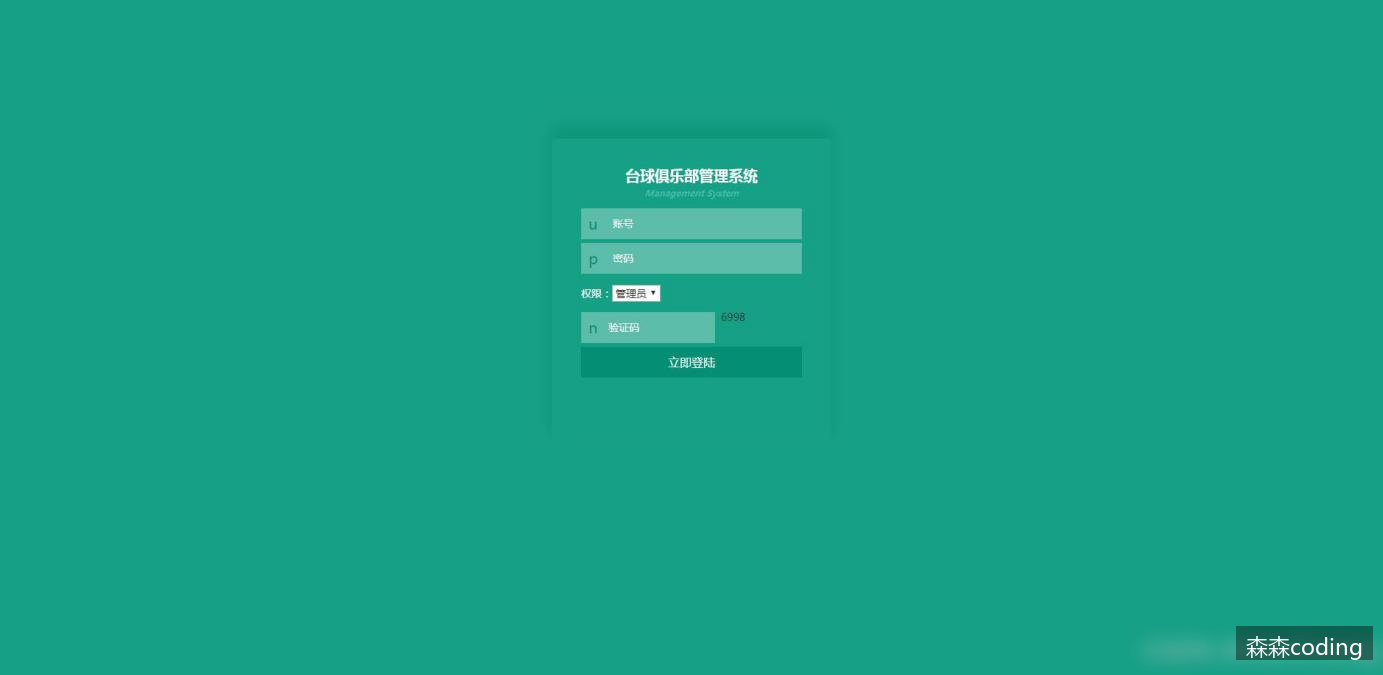 台球俱乐部管理系统
Management System
u 账号
p 密码
权限：管理员
n 验证码 6998
立即登陆
森森coding